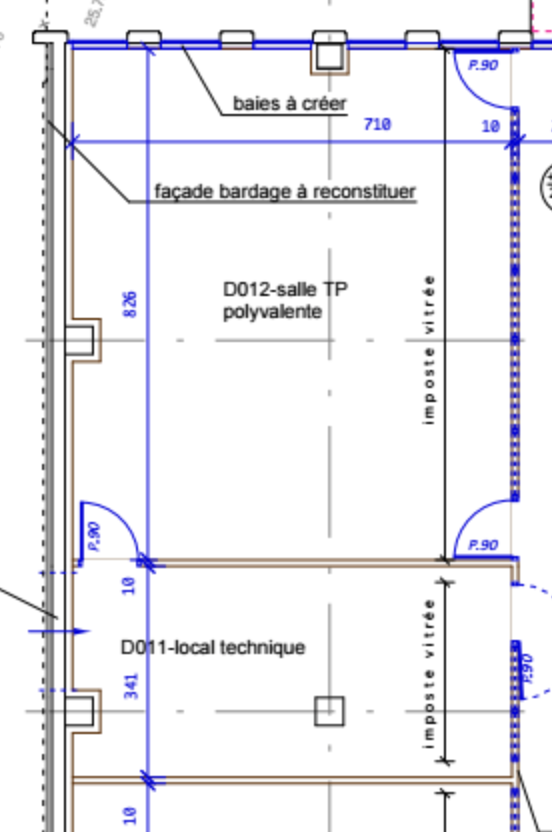 25.7
P.90
baies à créer
710
10
façade bardage à reconstituer
D012-salle TP
polyvalente
826
imposte vitrée
P.90
P.90
10
D011-local technique
imposte vitrée
P.90
341
10